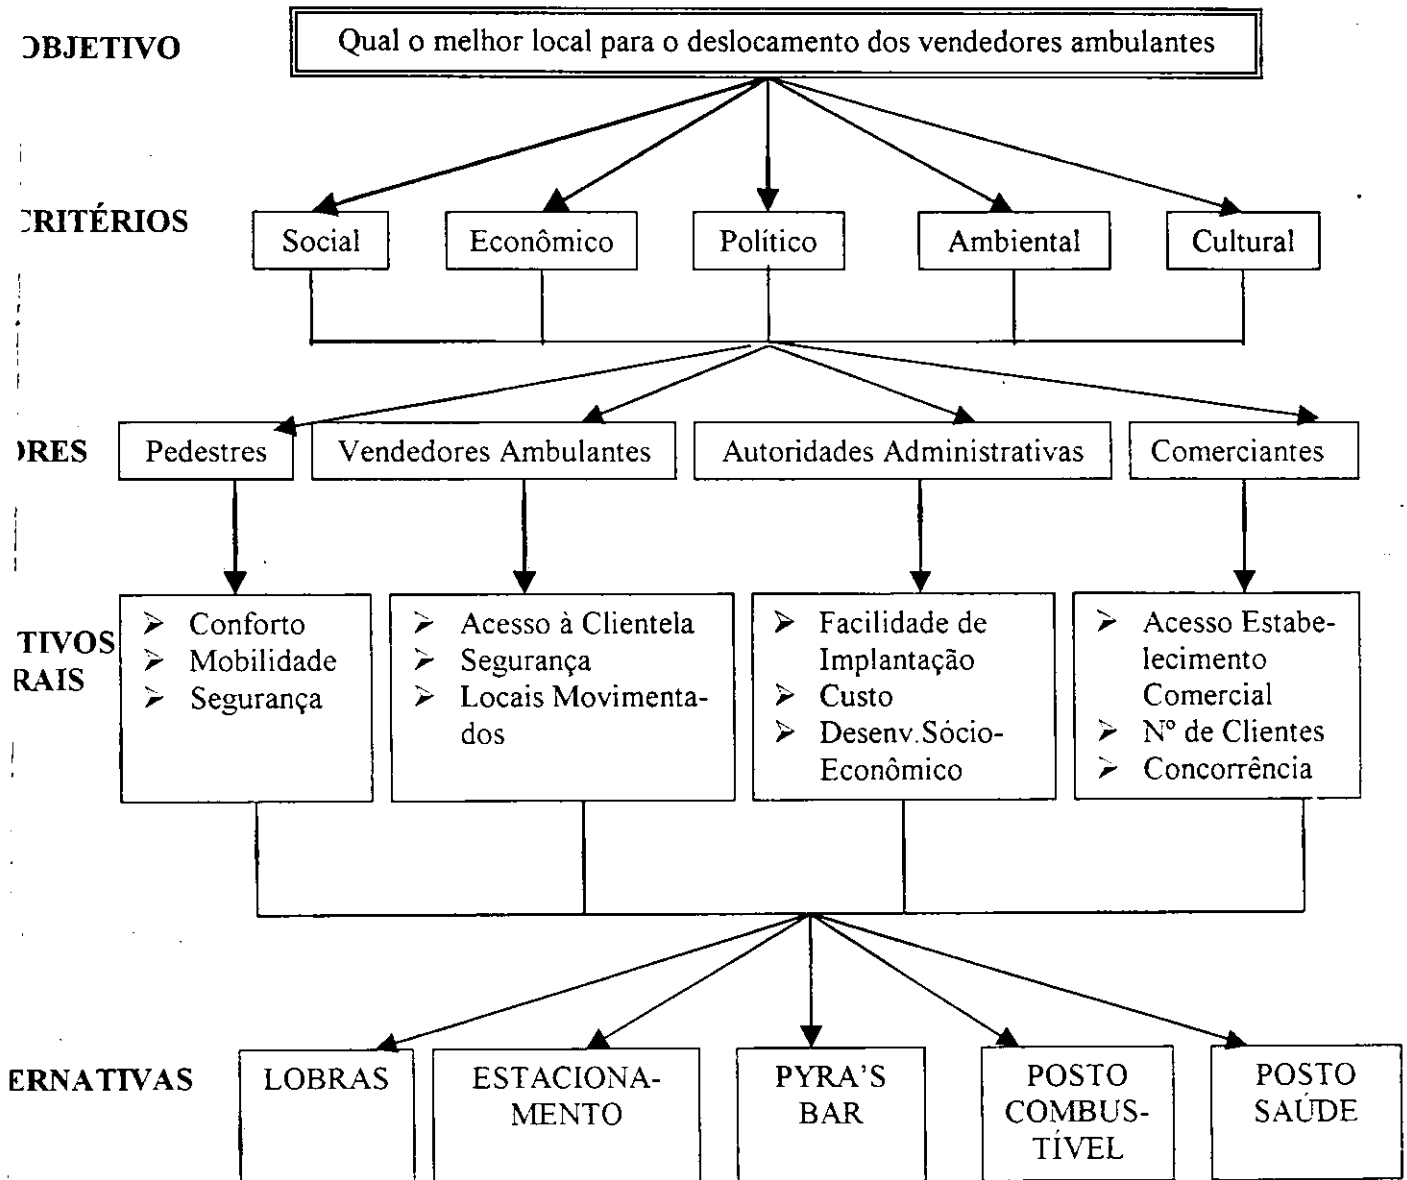 OBJETIVO
Qual o melhor local para o deslocamento dos vendedores ambulantes
CRITÉRIOS
Social
Econômico
Político
Ambiental
Cultural
ORES
Pedestres
Vendedores Ambulantes
Autoridades Administrativas
Comerciantes
TIVOS
RAIS
➢ Conforto
➢ Mobilidade
➢ Segurança
➢ Acesso à Clientela
➢ Segurança
➢ Locais Movimenta-
dos
➢ Facilidade de
Implantação
➢ Custo
➢ Desenv.Sócio-
Econômico
➢ Acesso Estabe-
lecimento
Comercial
➢ Nº de Clientes
➢ Concorrência
ERNATIVAS
LOBRAS
ESTACIONA-
MENTO
PYRA'S
BAR
POSTO
COMBUS-
TÍVEL
POSTO
SAÚDE